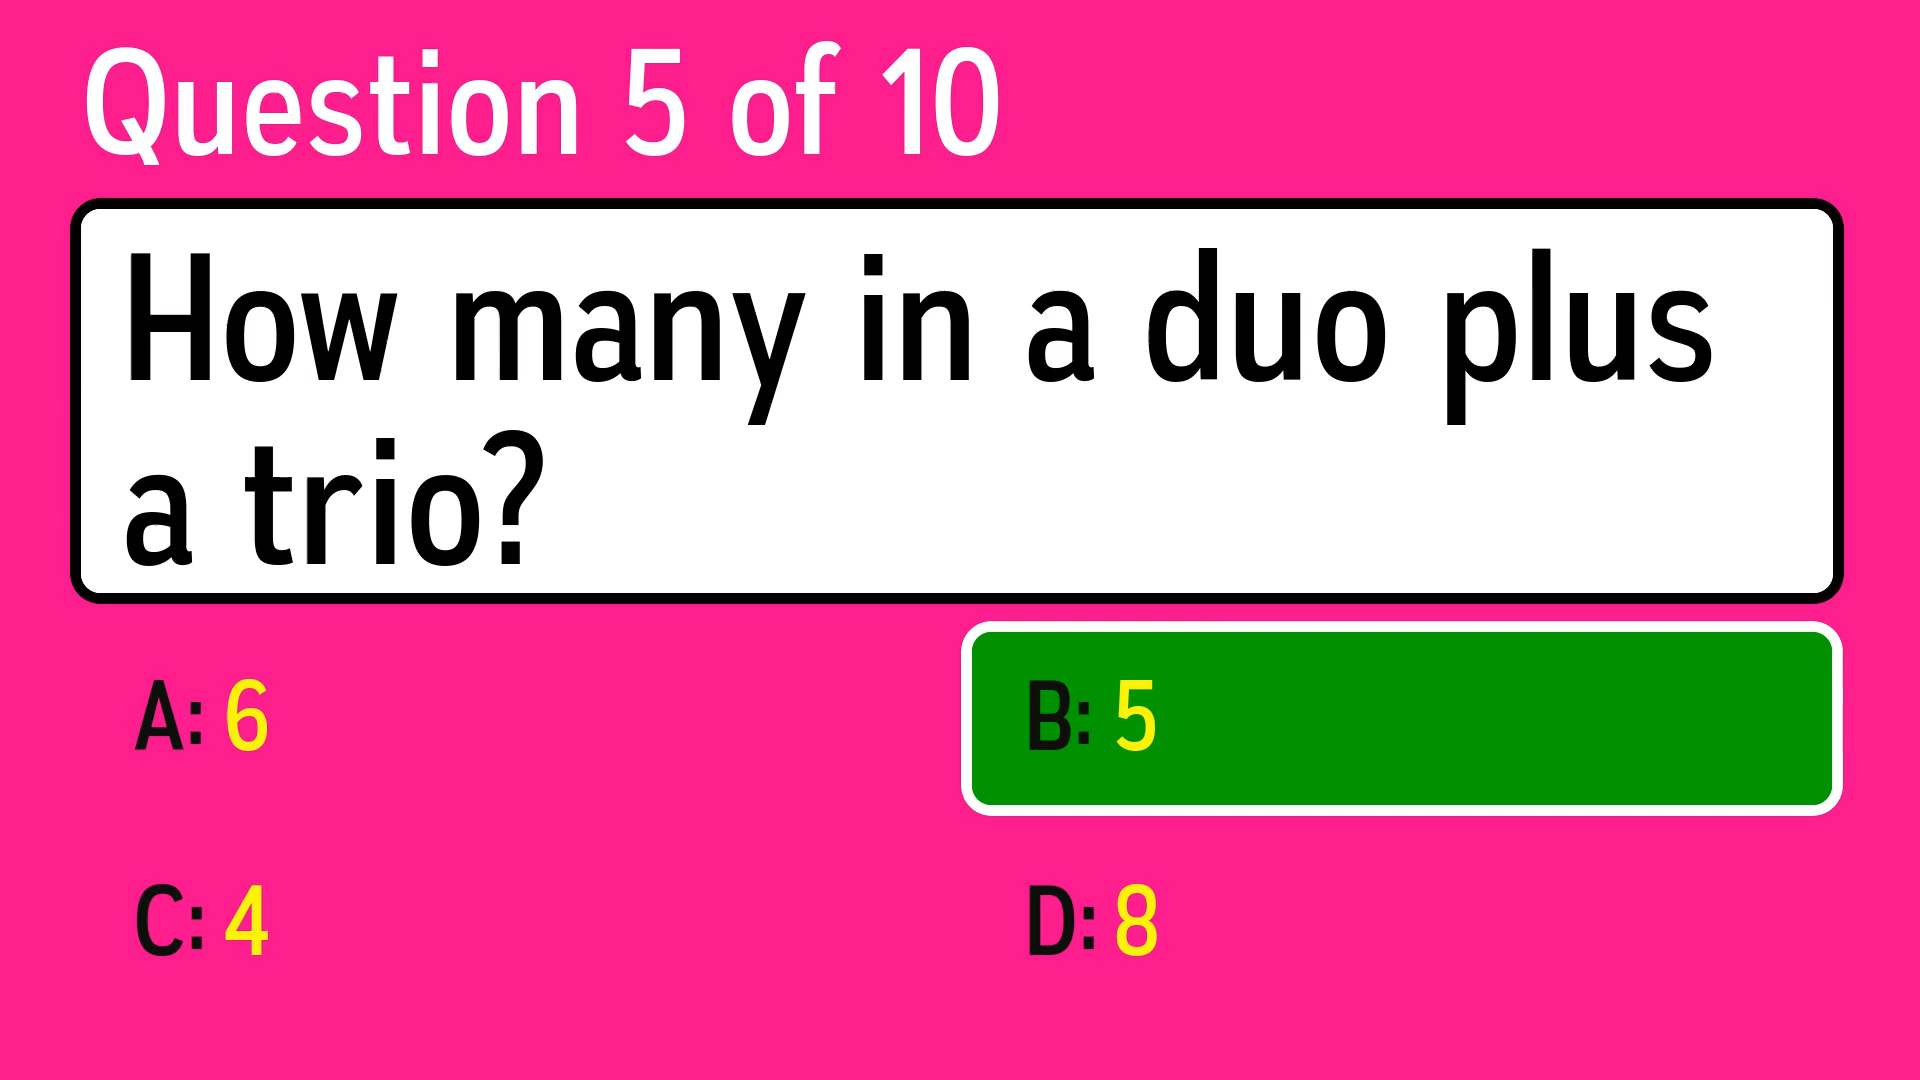 Question 5 of 10
How many in a duo plus
a trio?
A: 6
B: 5
C: 4
D: 8